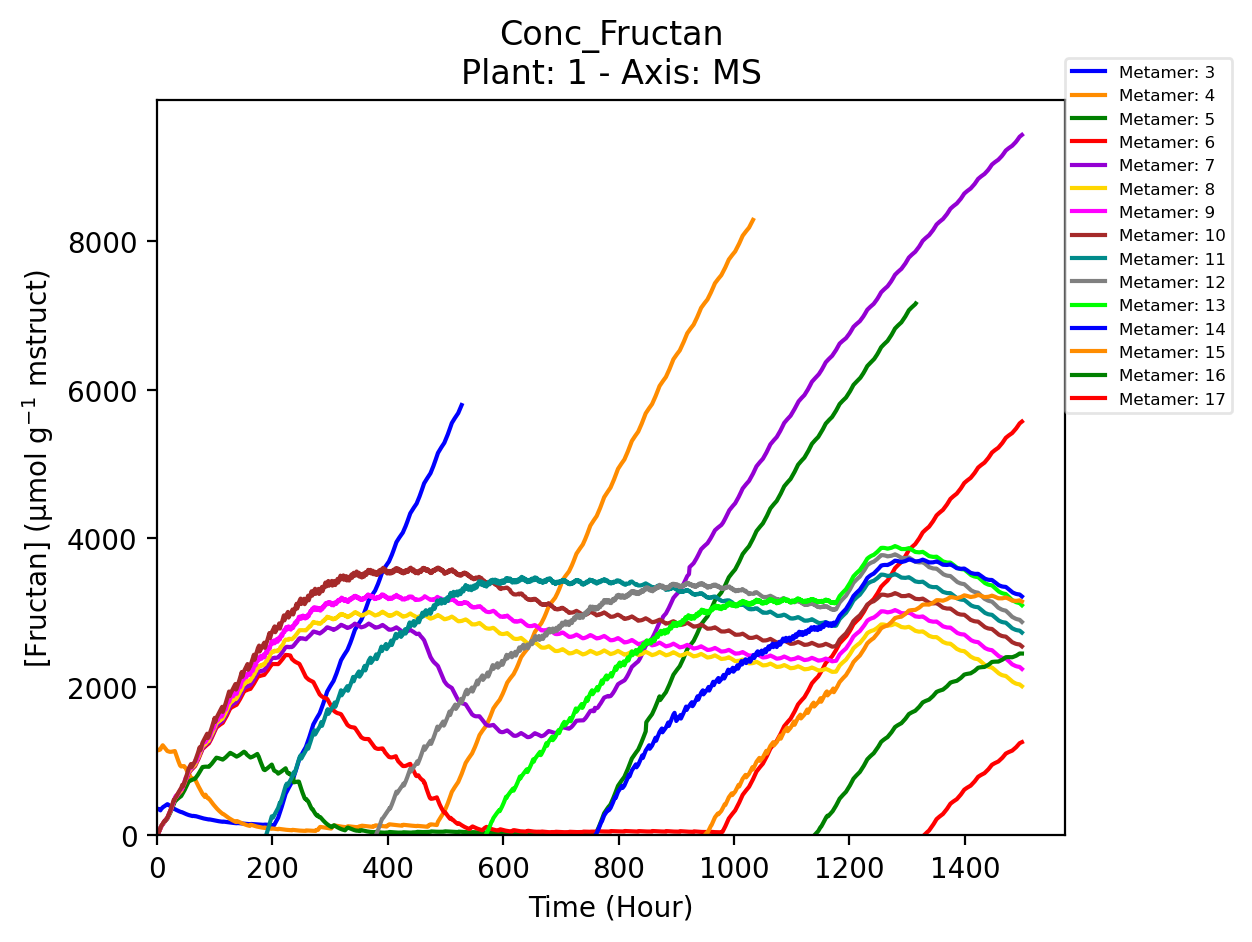 Conc_Fructan
Plant: 1 - Axis: MS
[Fructan] (µmol g⁻¹ mstruct)
8000
6000
4000
2000
0
0 200 400 600 800 1000 1200 1400
Time (Hour)
Metamer: 3
Metamer: 4
Metamer: 5
Metamer: 6
Metamer: 7
Metamer: 8
Metamer: 9
Metamer: 10
Metamer: 11
Metamer: 12
Metamer: 13
Metamer: 14
Metamer: 15
Metamer: 16
Metamer: 17